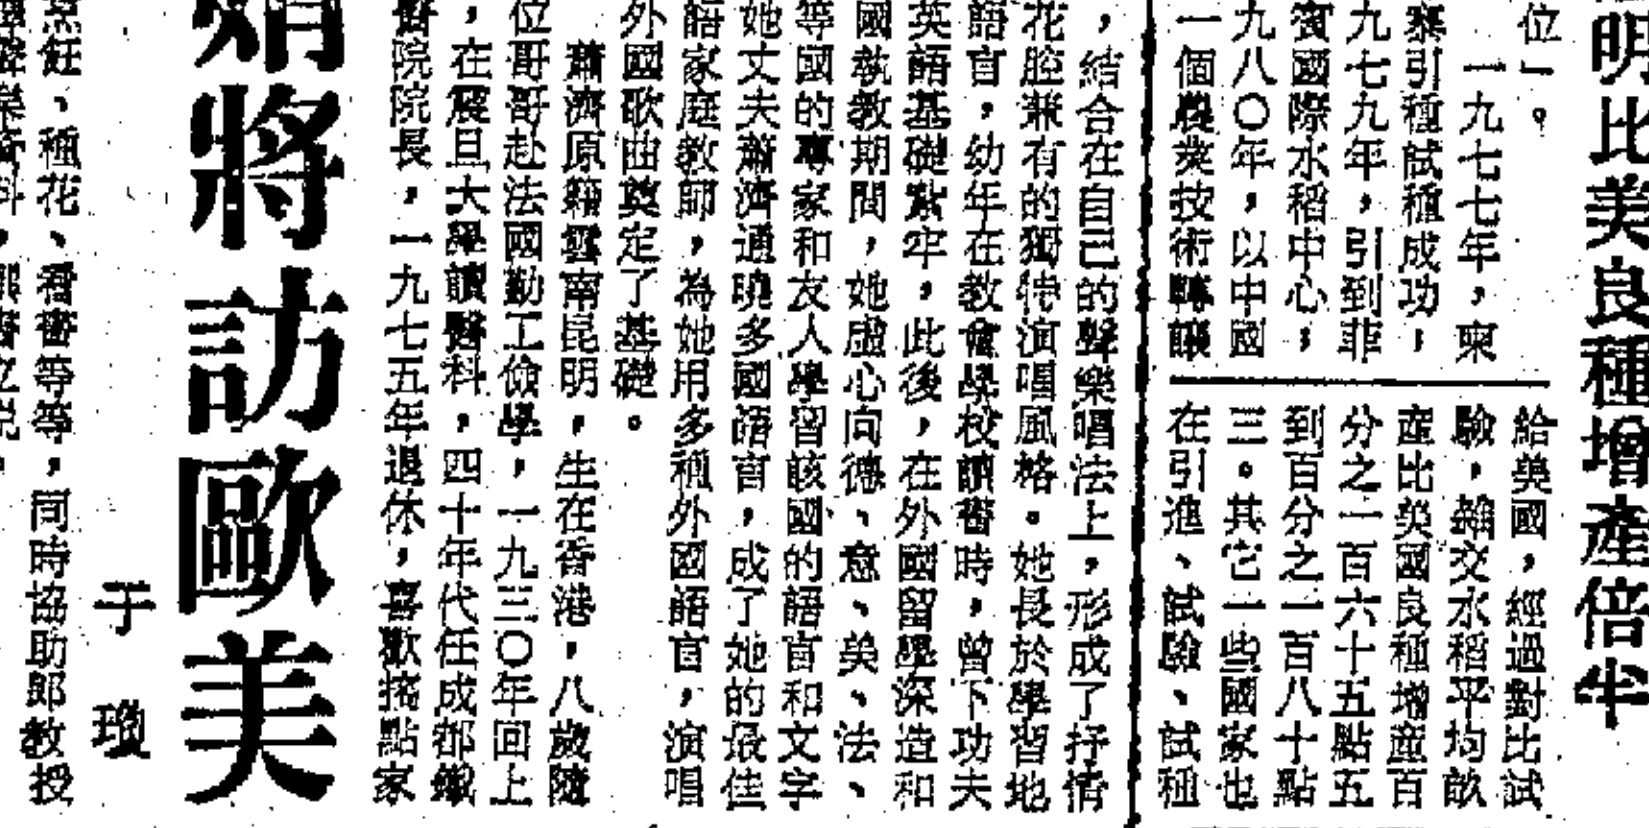 明比美良種增產倍半
位」。
一九七七年，柬
寨引種試種成功，
九七九年，引到菲
賓國際水稻中心，
九八〇年，以中國
一個農業技術轉讓
給美國，經過對比試
驗，雜交水稻平均畝
產比美國良種增產百
分之一百六十五點五
到百分之一百八十點
三。其它一些國家也
在引進、試驗、試種
，結合在自己的聲樂唱法上，形成了抒情
花腔兼有的獨特演唱風格。她長於學習地
語言，幼年在教會學校讀書時，曾下功夫
英語基礎紮牢，此後，在外國留學深造和
國執教期間，她虛心向德、意、美、法、
等國的專家和友人學習該國的語言和文字
她丈夫蕭濟通曉多國語言，成了她的最佳
語家庭教師，為她用多種外國語言，演唱
外國歌曲奠定了基礎。
蕭濟原籍雲南昆明，生在香港，八歲隨
位哥哥赴法國勤工儉學，一九三〇年回上
，在震旦大學讀醫科，四十年代任成都鐵
醫院院長，一九七五年退休，喜歡搞點家
娟將訪歐美
于 瓊
烹飪、種花、看書等等，同時協助郎教授